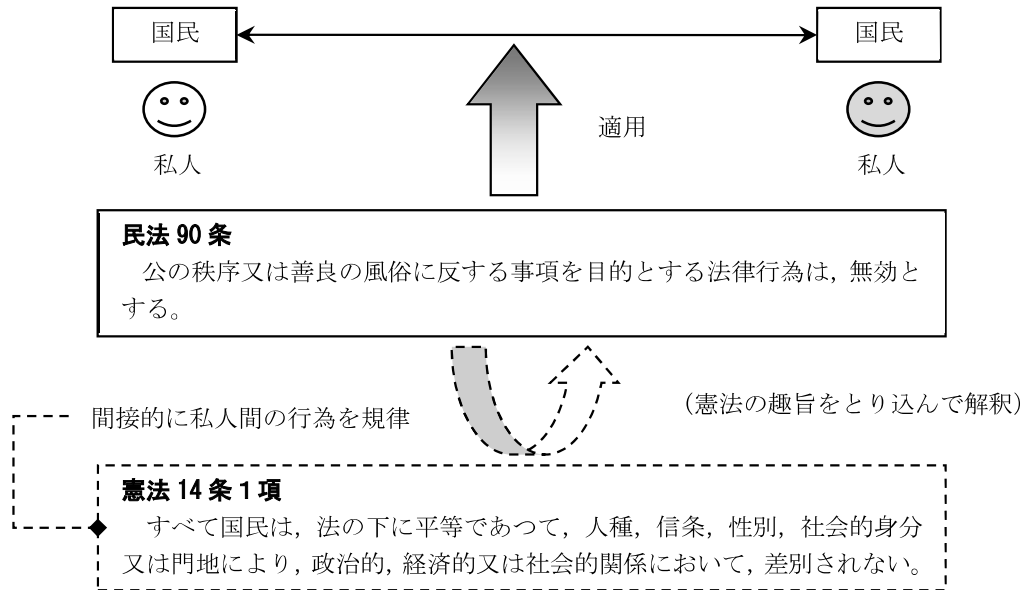 国民
国民
私人
適用
私人
民法 90 条
公の秩序又は善良の風俗に反する事項を目的とする法律行為は，無効と
する。
間接的に私人間の行為を規律
（憲法の趣旨をとり込んで解釈）
憲法 14 条 1 項
すべて国民は，法の下に平等であつて，人種，信条，性別，社会的身分
又は門地により，政治的，経済的又は社会的関係において，差別されない。